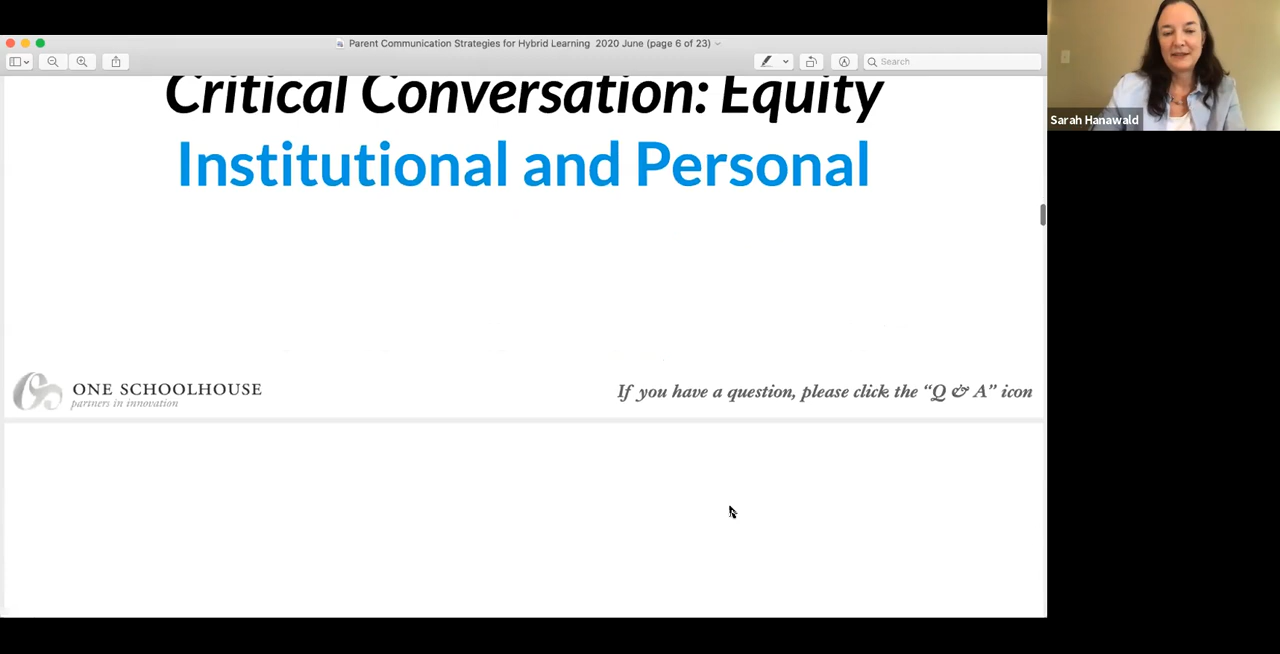 Parent Communication Strategies for Hybrid Learning 2020 June (page 6 of 23)
Search
Sarah Hanawald
Critical Conversation: Equity
Institutional and Personal
ONE SCHOOLHOUSE
partners in innovation
If you have a question, please click the “Q & A” icon